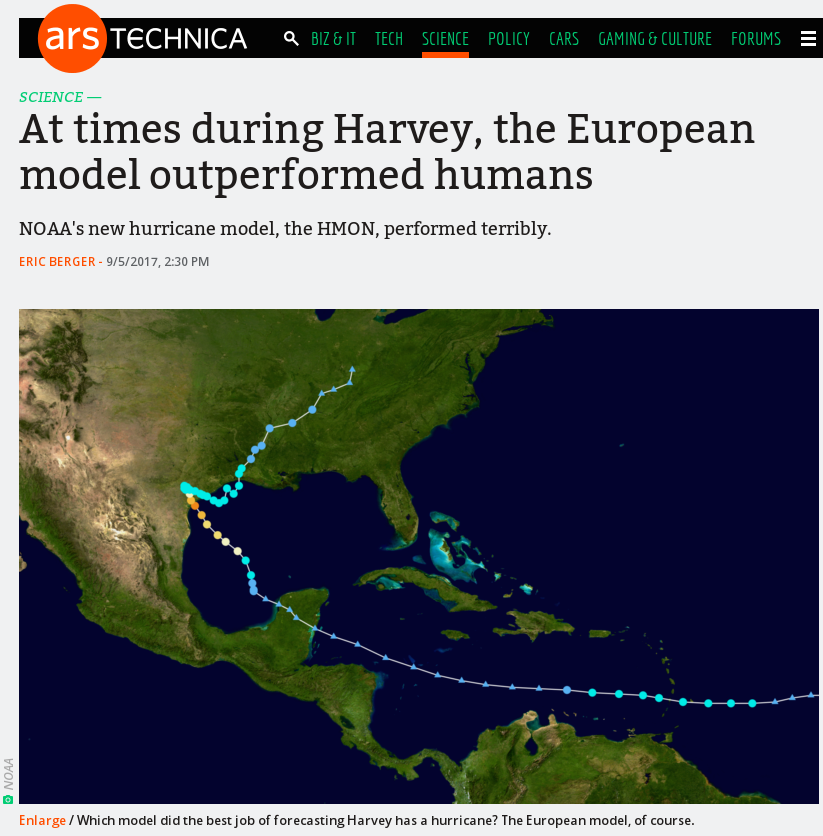 ars TECHNICA BIZ & IT TECH SCIENCE POLICY CARS GAMING & CULTURE FORUMS
SCIENCE —
At times during Harvey, the European
model outperformed humans
NOAA's new hurricane model, the HMON, performed terribly.
ERIC BERGER - 9/5/2017, 2:30 PM
NOAA
Enlarge / Which model did the best job of forecasting Harvey has a hurricane? The European model, of course.